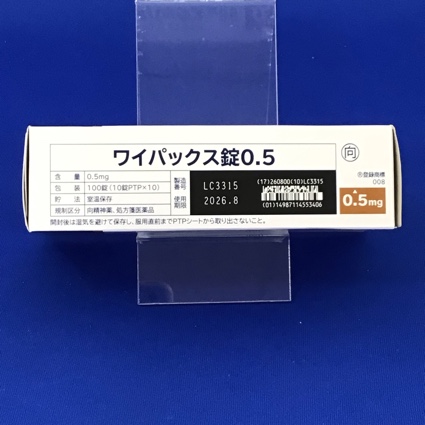 ワイパックス錠0.5
向
含 量 0.5mg
包 装 100錠(10錠PTP×10)
貯 法 室温保存
規制区分 向精神薬、処方箋医薬品
開封後は湿気を避けて保存し、服用直前までPTPシートから取り出さないこと。
製造番号 LC3315
使用期限 2026.8
(17)260800(10)LC3315
(01)14987114553406
®登録商標
008
0.5mg